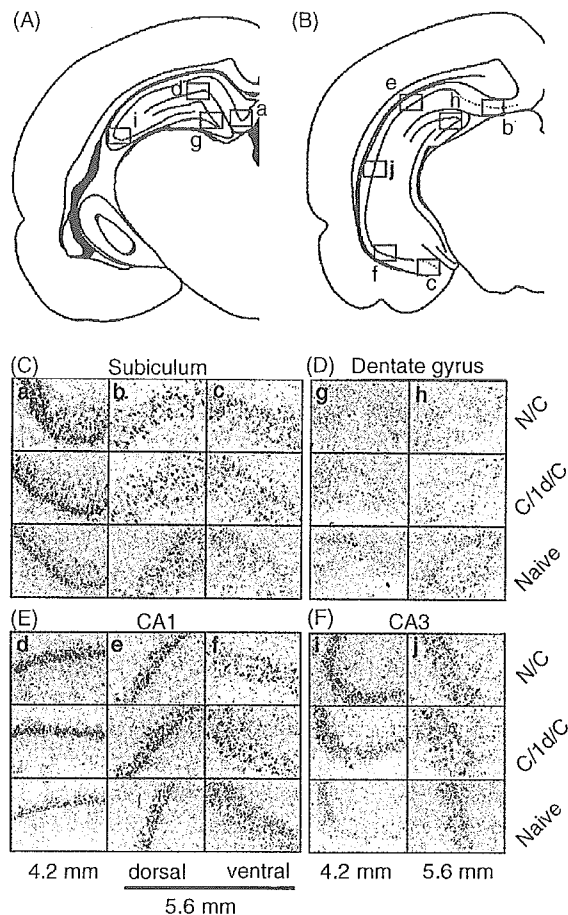 (A) (B)
d e
i h
a
g b
j
f c
(C) Subiculum (D) Dentate gyrus
a b c g h
N/C
C/1d/C
Naive
(E) CA1 (F) CA3
d e f i j
N/C
C/1d/C
Naive
4.2 mm dorsal ventral 4.2 mm 5.6 mm
5.6 mm